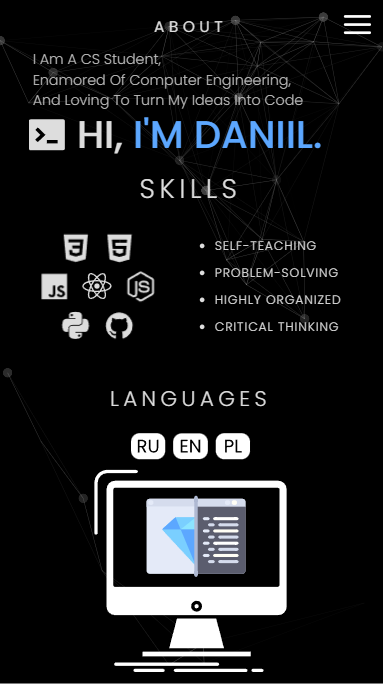 ABOUT
I Am A CS Student,
Enamored Of Computer Engineering,
And Loving To Turn My Ideas Into Code
HI, I'M DANIIL.
SKILLS
3 5
JS JS
• SELF-TEACHING
• PROBLEM-SOLVING
• HIGHLY ORGANIZED
• CRITICAL THINKING
LANGUAGES
RU EN PL